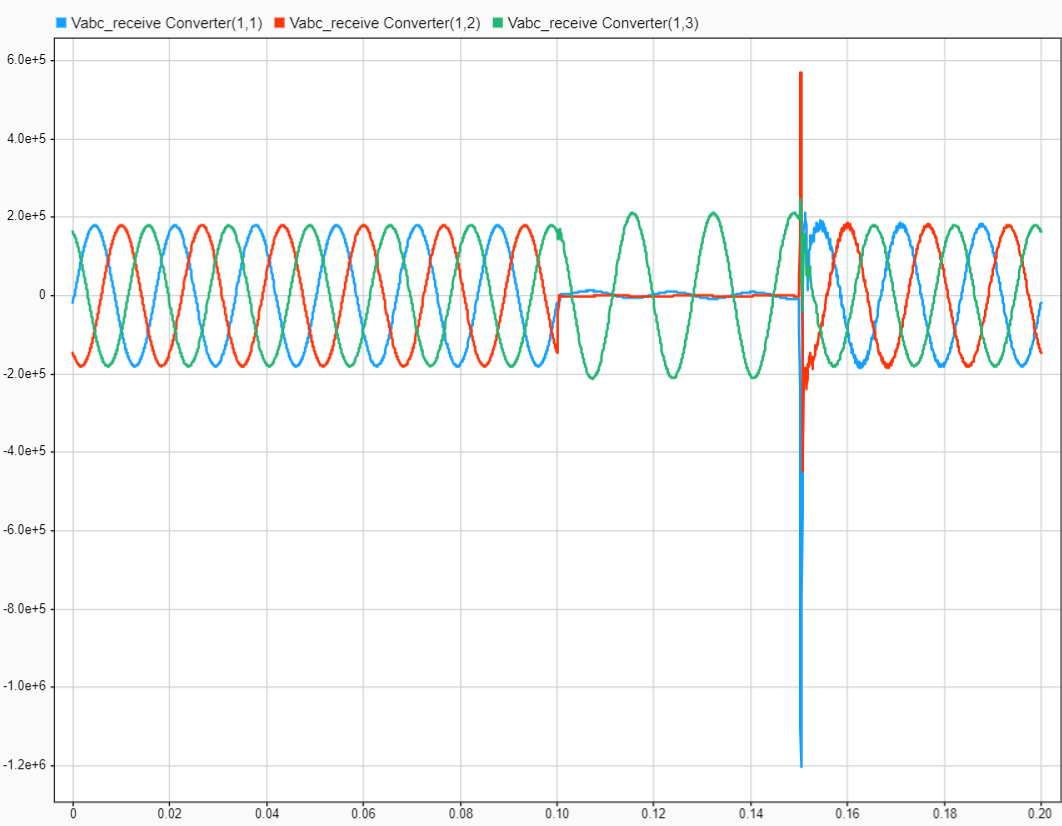 Vabc_receive Converter(1,1) Vabc_receive Converter(1,2) Vabc_receive Converter(1,3)
6.0e+5
4.0e+5
2.0e+5
0
-2.0e+5
-4.0e+5
-6.0e+5
-8.0e+5
-1.0e+6
-1.2e+6
0 0.02 0.04 0.06 0.08 0.10 0.12 0.14 0.16 0.18 0.20